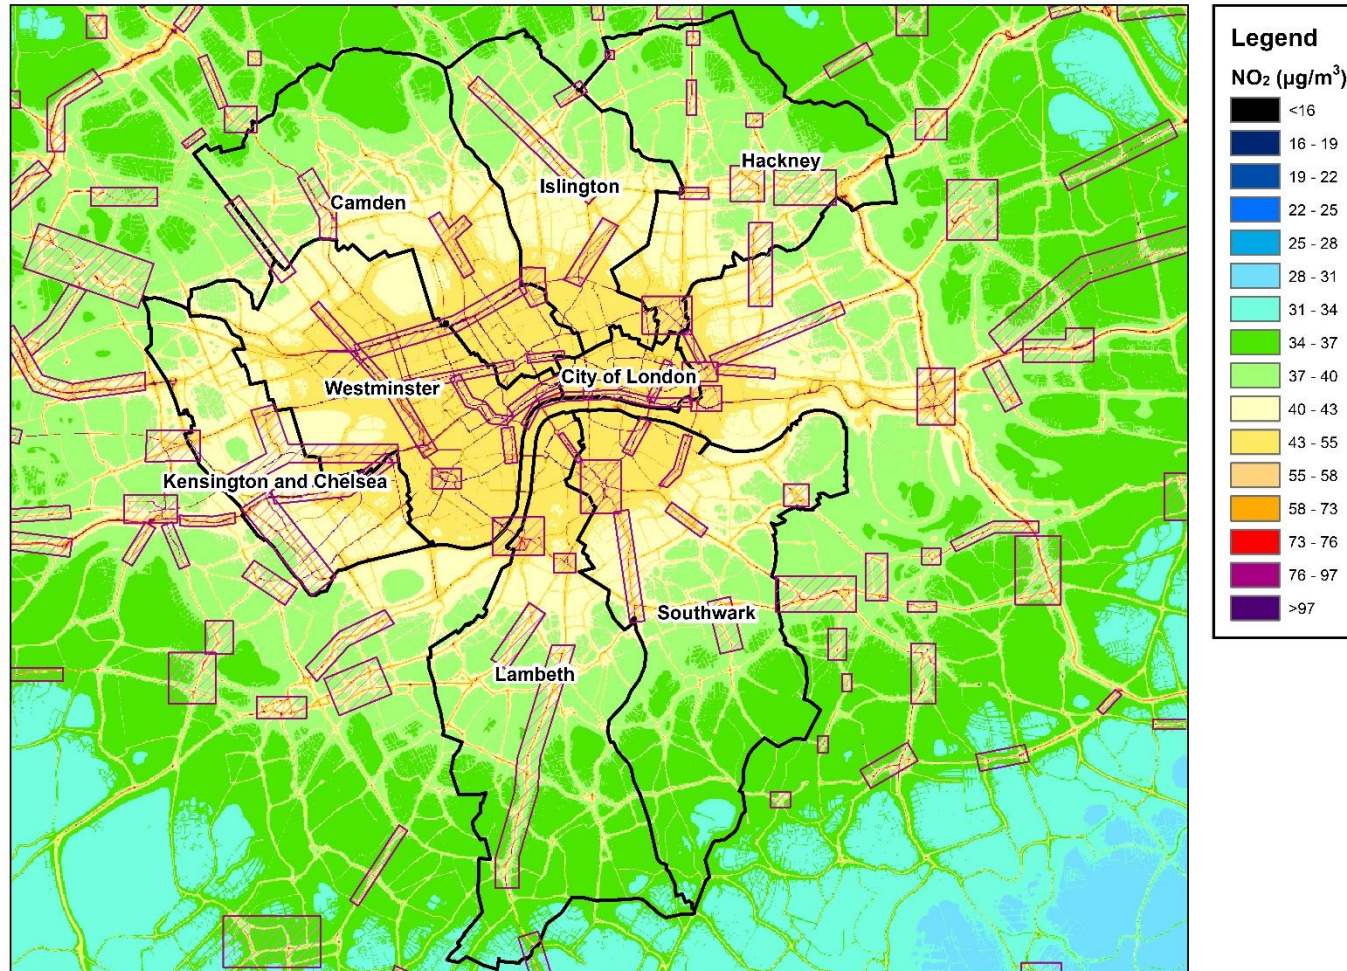 Hackney
Islington
Camden
City of London
Westminster
Kensington and Chelsea
Southwark
Lambeth
Legend
NO₂ (µg/m³)
<16
16 - 19
19 - 22
22 - 25
25 - 28
28 - 31
31 - 34
34 - 37
37 - 40
40 - 43
43 - 55
55 - 58
58 - 73
73 - 76
76 - 97
>97